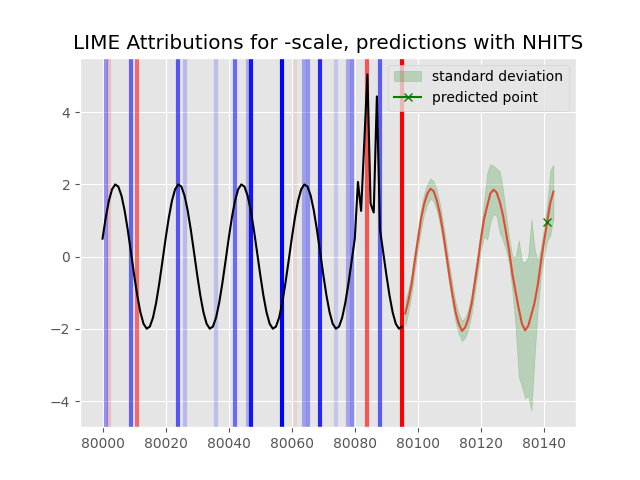 LIME Attributions for -scale, predictions with NHITS
standard deviation
predicted point
4
2
0
−2
−4
80000 80020 80040 80060 80080 80100 80120 80140